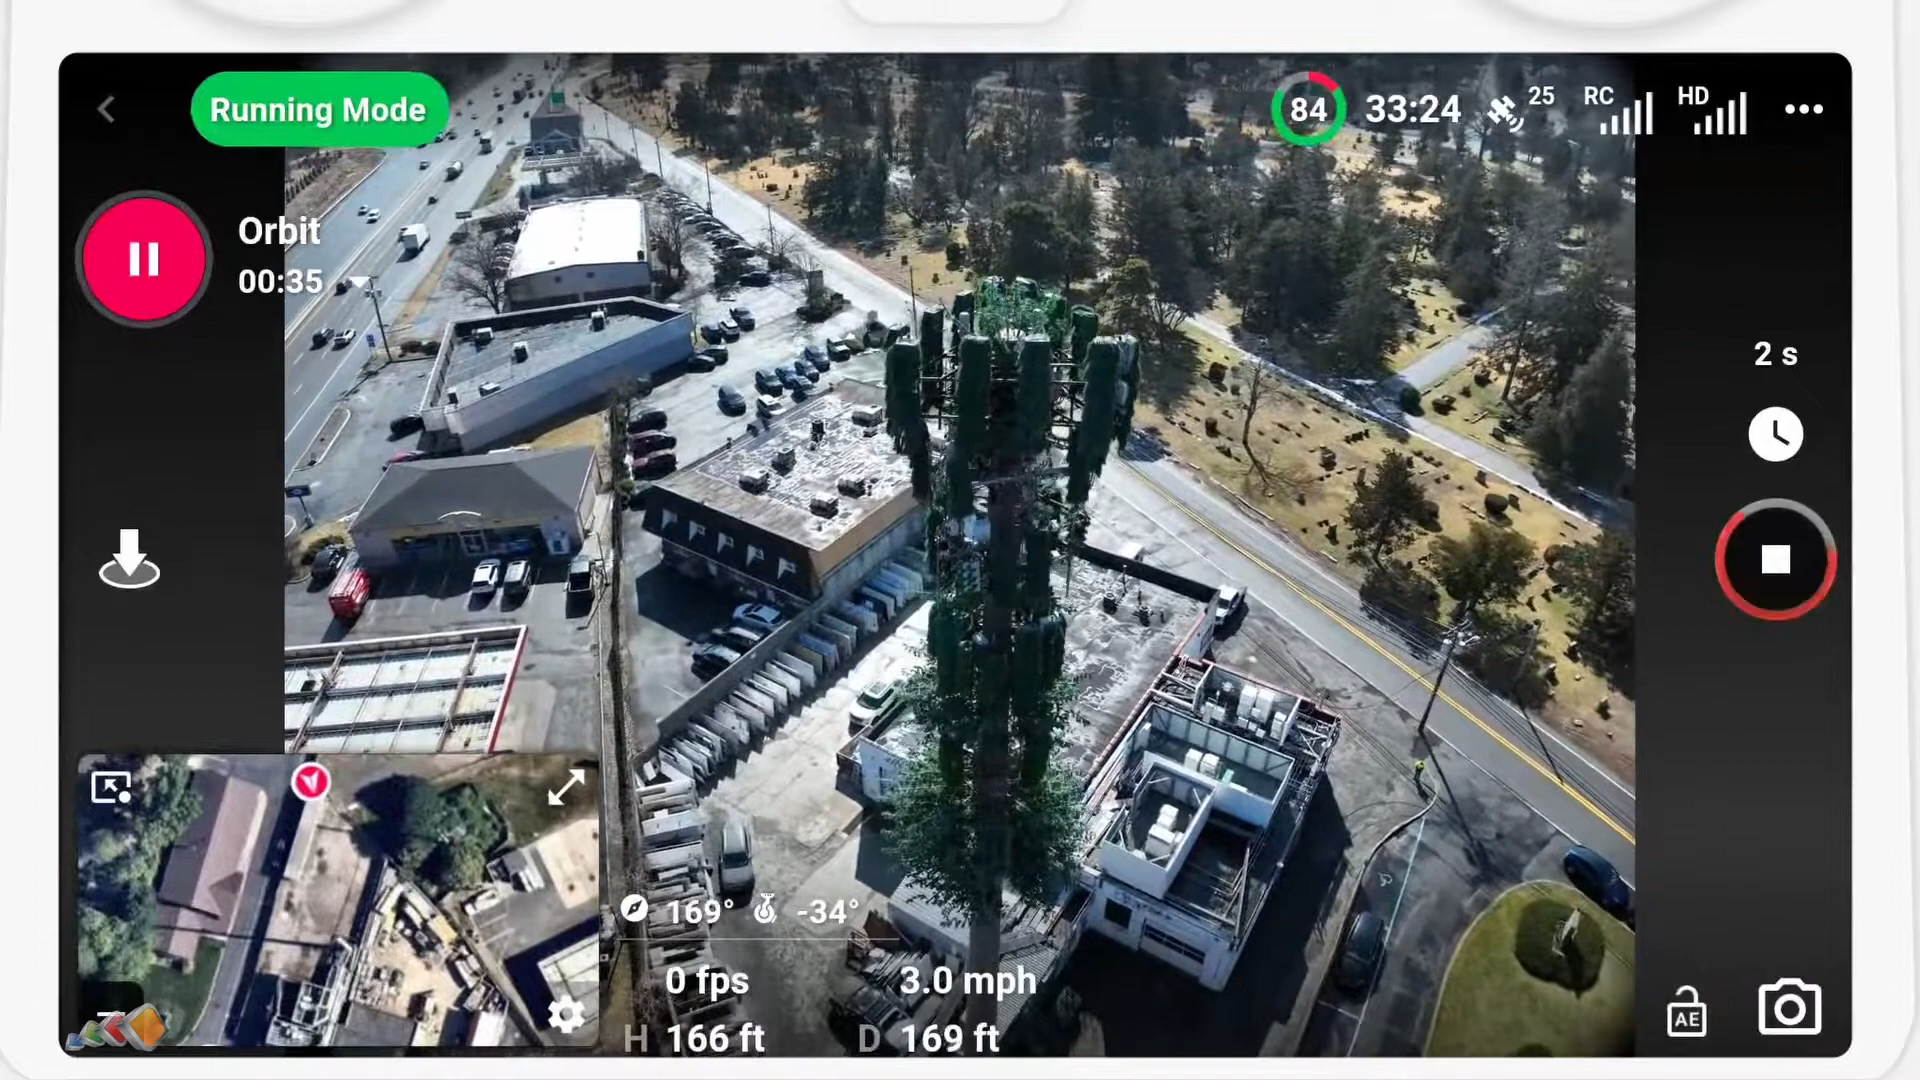 Running Mode
84
33:24
25
RC
HD
Orbit
00:35
2 s
169°
-34°
0 fps
3.0 mph
H 166 ft
D 169 ft
AE